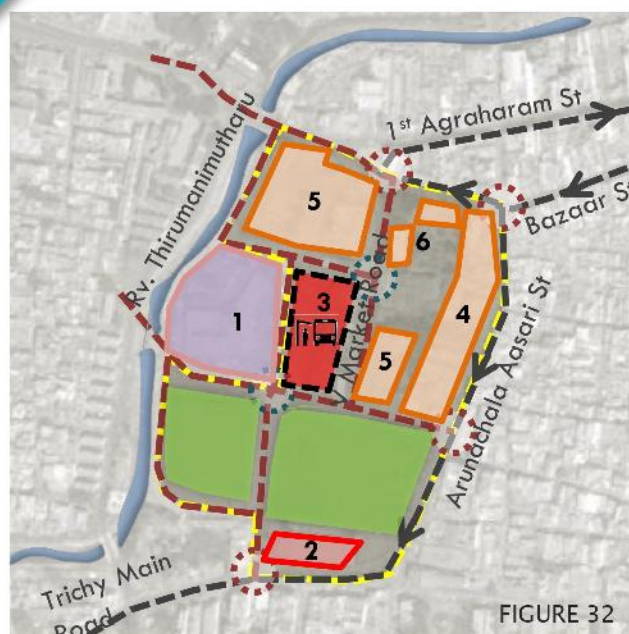 1st Agraharam St
Bazaar St
Rv. Thirumanimutharu
5
6
V Market Road
3
4
1
5
Arunachala Aasari St
2
Trichy Main
Road
FIGURE 32